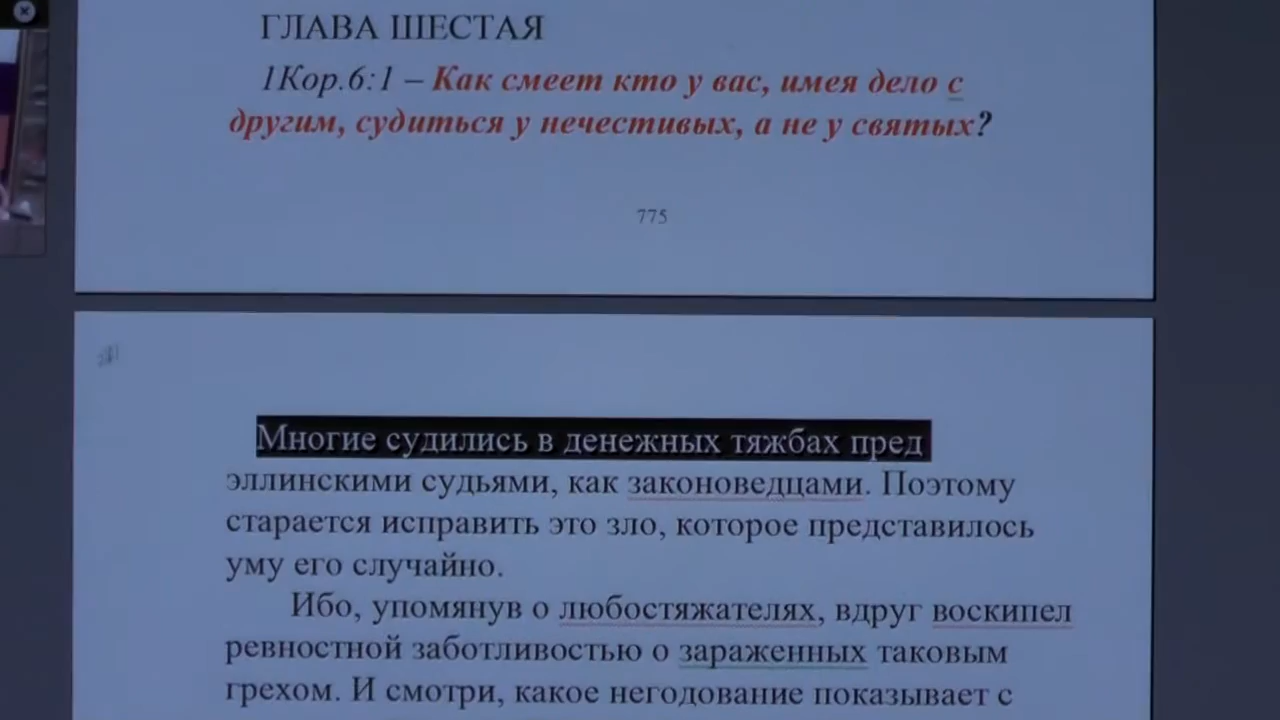 ГЛАВА ШЕСТАЯ
1Кор.6:1 – Как смеет кто у вас, имея дело с
другим, судиться у нечестивых, а не у святых?
775
Многие судились в денежных тяжбах пред
эллинскими судьями, как законоведцами. Поэтому
старается исправить это зло, которое представилось
уму его случайно.
Ибо, упомянув о любостяжателях, вдруг воскипел
ревностной заботливостью о зараженных таковым
грехом. И смотри, какое негодование показывает с